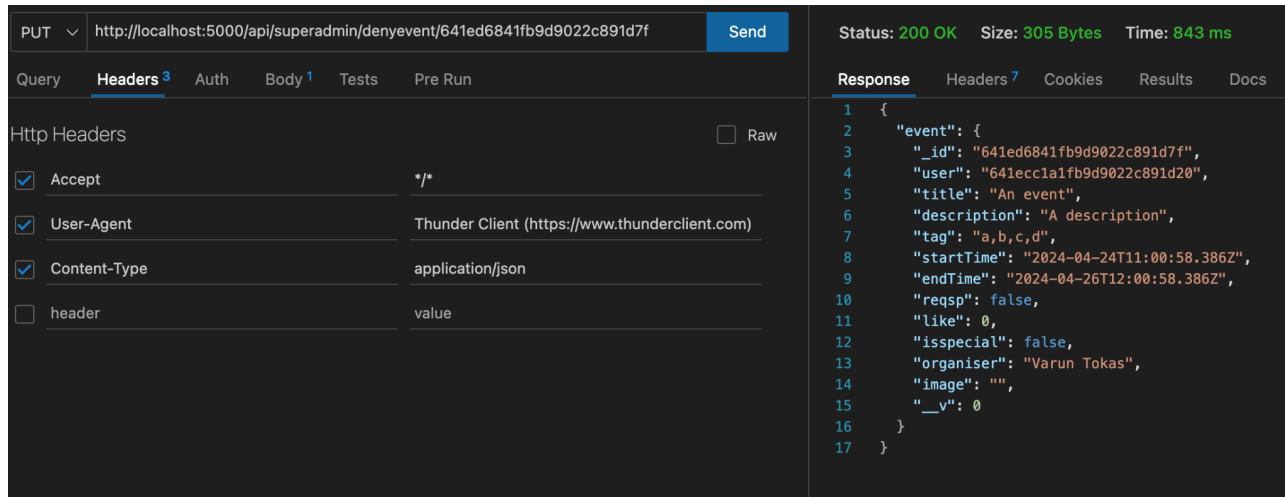 PUT http://localhost:5000/api/superadmin/denyevent/641ed6841fb9d9022c891d7f Send
Query Headers 3 Auth Body 1 Tests Pre Run
Http Headers Raw
Accept */*
User-Agent Thunder Client (https://www.thunderclient.com)
Content-Type application/json
header value
Status: 200 OK Size: 305 Bytes Time: 843 ms
Response Headers 7 Cookies Results Docs
1 {
2 "event": {
3 "_id": "641ed6841fb9d9022c891d7f",
4 "user": "641ecc1a1fb9d9022c891d20",
5 "title": "An event",
6 "description": "A description",
7 "tag": "a,b,c,d",
8 "startTime": "2024-04-24T11:00:58.386Z",
9 "endTime": "2024-04-26T12:00:58.386Z",
10 "reqsp": false,
11 "like": 0,
12 "isspecial": false,
13 "organiser": "Varun Tokas",
14 "image": "",
15 "__v": 0
16 }
17 }